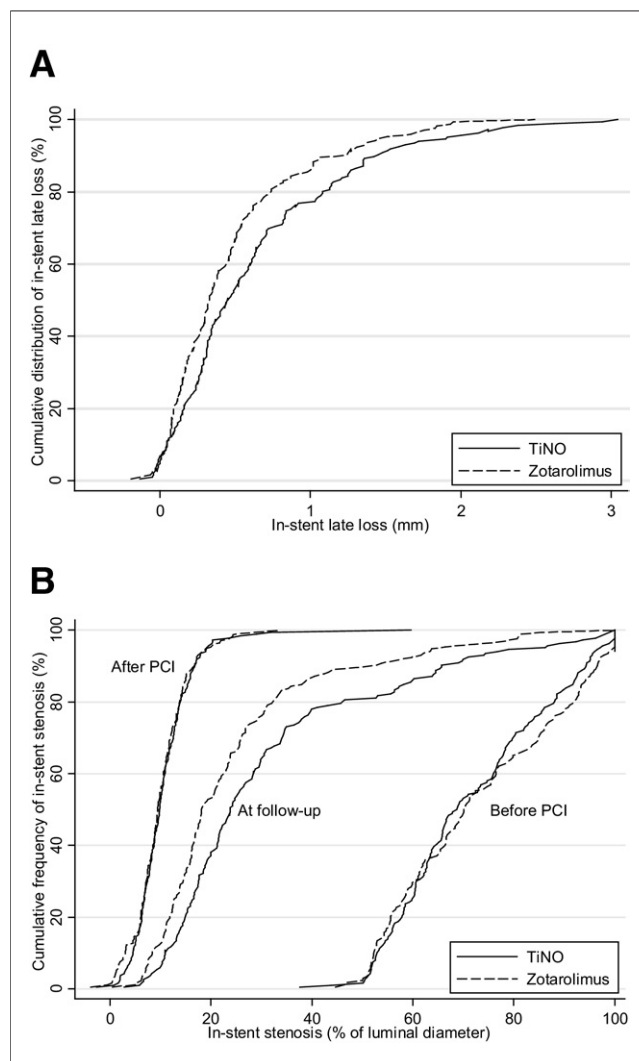 A
Cumulative distribution of in-stent late loss (%)
100
80
60
40
20
0
0 1 2 3
In-stent late loss (mm)
TiNO
Zotarolimus
B
Cumulative frequency of in-stent stenosis (%)
100
80
60
40
20
0
After PCI
At follow-up
Before PCI
TiNO
Zotarolimus
0 20 40 60 80 100
In-stent stenosis (% of luminal diameter)